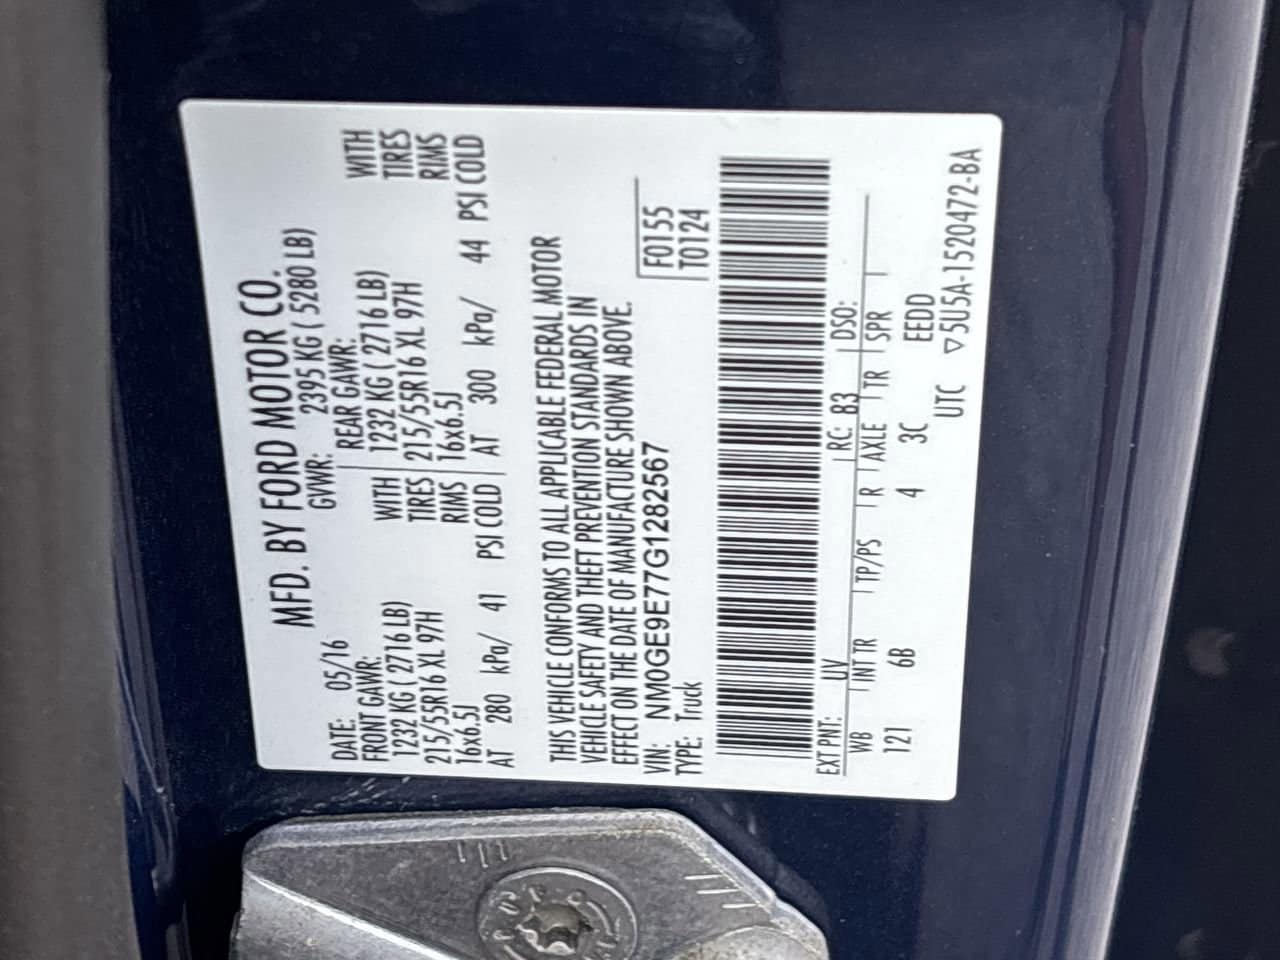 MFD. BY FORD MOTOR CO.
DATE: 05/16 GVWR: 2395 KG ( 5280 LB)
FRONT GAWR: REAR GAWR:
1232 KG ( 2716 LB) WITH 1232 KG ( 2716 LB) WITH
215/55R16 XL 97H TIRES 215/55R16 XL 97H TIRES
16x6.5J RIMS 16x6.5J RIMS
AT 280 kPa/ 41 PSI COLD AT 300 kPa/ 44 PSI COLD
THIS VEHICLE CONFORMS TO ALL APPLICABLE FEDERAL MOTOR
VEHICLE SAFETY AND THEFT PREVENTION STANDARDS IN
EFFECT ON THE DATE OF MANUFACTURE SHOWN ABOVE.
VIN: NM0GE9E77G1282567 F0155
TYPE: Truck T0124
EXT PNT: UV RC: B3 DSO:
WB INT TR TP/PS R AXLE TR SPR
121 6B 4 3C EEDD
UTC ▽5U5A-1520472-BA